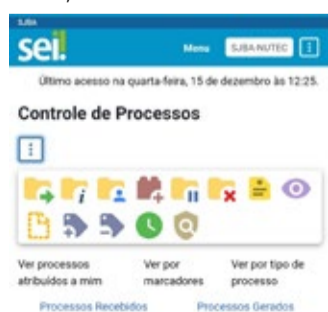 SJBA
sei!
Menu SJBA-NUTEC
Último acesso na quarta-feira, 15 de dezembro às 12:25.
Controle de Processos
Ver processos atribuídos a mim
Ver por marcadores
Ver por tipo de processo
Processos Recebidos Processos Gerados